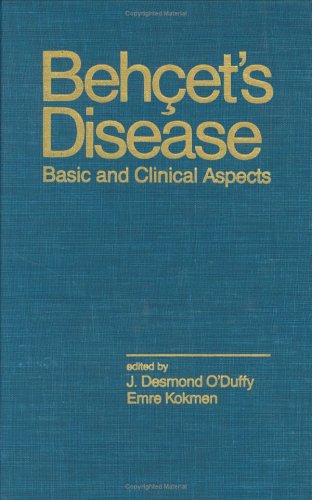 Behçet's
Disease
Basic and Clinical Aspects
edited by
J. Desmond O'Duffy
Emre Kokmen